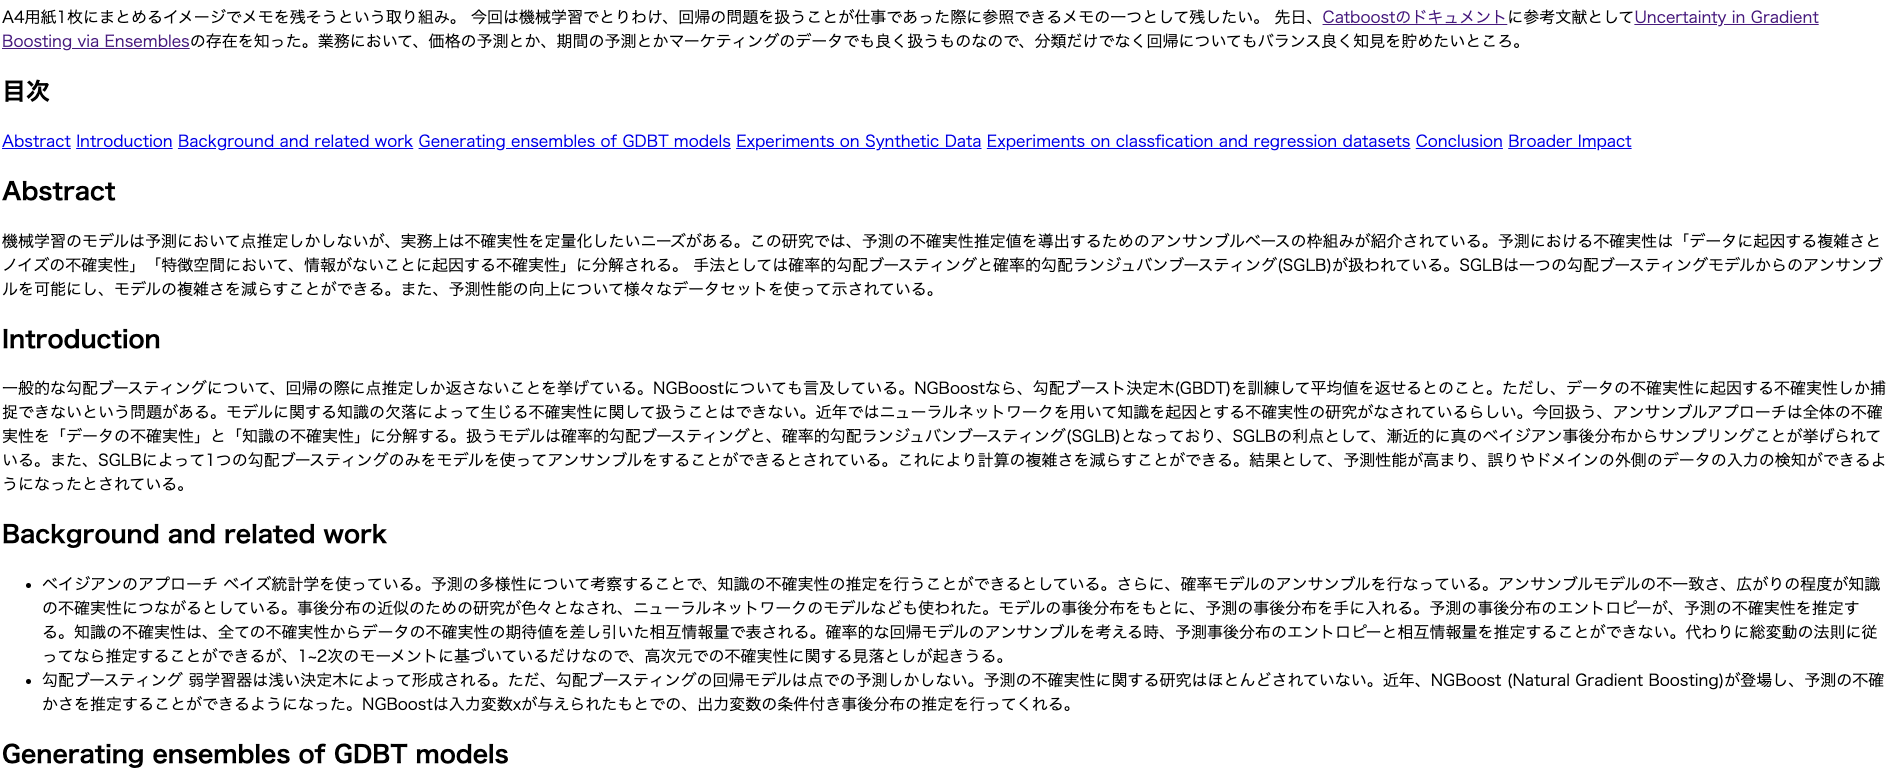 A4用紙1枚にまとめるイメージでメモを残そうという取り組み。 今回は機械学習でとりわけ、回帰の問題を扱うことが仕事であった際に参照できるメモの一つとして残したい。 先日、Catboostのドキュメントに参考文献としてUncertainty in Gradient
Boosting via Ensemblesの存在を知った。業務において、価格の予測とか、期間の予測とかマーケティングのデータでも良く扱うものなので、分類だけでなく回帰についてもバランス良く知見を貯めたいところ。
目次
Abstract Introduction Background and related work Generating ensembles of GDBT models Experiments on Synthetic Data Experiments on classfication and regression datasets Conclusion Broader Impact
Abstract
機械学習のモデルは予測において点推定しかしないが、実務上は不確実性を定量化したいニーズがある。この研究では、予測の不確実性推定値を導出するためのアンサンブルベースの枠組みが紹介されている。予測における不確実性は「データに起因する複雑さと
ノイズの不確実性」「特徴空間において、情報がないことに起因する不確実性」に分解される。 手法としては確率的勾配ブースティングと確率的勾配ランジュバンブースティング(SGLB)が扱われている。SGLBは一つの勾配ブースティングモデルからのアンサンブ
ルを可能にし、モデルの複雑さを減らすことができる。また、予測性能の向上について様々なデータセットを使って示されている。
Introduction
一般的な勾配ブースティングについて、回帰の際に点推定しか返さないことを挙げている。NGBoostについても言及している。NGBoostなら、勾配ブースト決定木(GBDT)を訓練して平均値を返せるとのこと。ただし、データの不確実性に起因する不確実性しか捕
捉できないという問題がある。モデルに関する知識の欠落によって生じる不確実性に関して扱うことはできない。近年ではニューラルネットワークを用いて知識を起因とする不確実性の研究がなされているらしい。今回扱う、アンサンブルアプローチは全体の不確
実性を「データの不確実性」と「知識の不確実性」に分解する。扱うモデルは確率的勾配ブースティングと、確率的勾配ランジュバンブースティング(SGLB)となっており、SGLBの利点として、漸近的に真のベイジアン事後分布からサンプリングことが挙げられて
いる。また、SGLBによって1つの勾配ブースティングのみをモデルを使ってアンサンブルをすることができるとされている。これにより計算の複雑さを減らすことができる。結果として、予測性能が高まり、誤りやドメインの外側のデータの入力の検知ができるよ
うになったとされている。
Background and related work
• ベイジアンのアプローチ ベイズ統計学を使っている。予測の多様性について考察することで、知識の不確実性の推定を行うことができるとしている。さらに、確率モデルのアンサンブルを行なっている。アンサンブルモデルの不一致さ、広がりの程度が知識
の不確実性につながるとしている。事後分布の近似のための研究が色々となされ、ニューラルネットワークのモデルなども使われた。モデルの事後分布をもとに、予測の事後分布を手に入れる。予測の事後分布のエントロピーが、予測の不確実性を推定す
る。知識の不確実性は、全ての不確実性からデータの不確実性の期待値を差し引いた相互情報量で表される。確率的な回帰モデルのアンサンブルを考える時、予測事後分布のエントロピーと相互情報量を推定することができない。代わりに総変動の法則に従
ってなら推定することができるが、1~2次のモーメントに基づいているだけなので、高次元での不確実性に関する見落としが起きうる。
• 勾配ブースティング 弱学習器は浅い決定木によって形成される。ただ、勾配ブースティングの回帰モデルは点での予測しかしない。予測の不確実性に関する研究はほとんどされていない。近年、NGBoost (Natural Gradient Boosting)が登場し、予測の不確
かさを推定することができるようになった。NGBoostは入力変数xが与えられたもとでの、出力変数の条件付き事後分布の推定を行ってくれる。
Generating ensembles of GDBT models